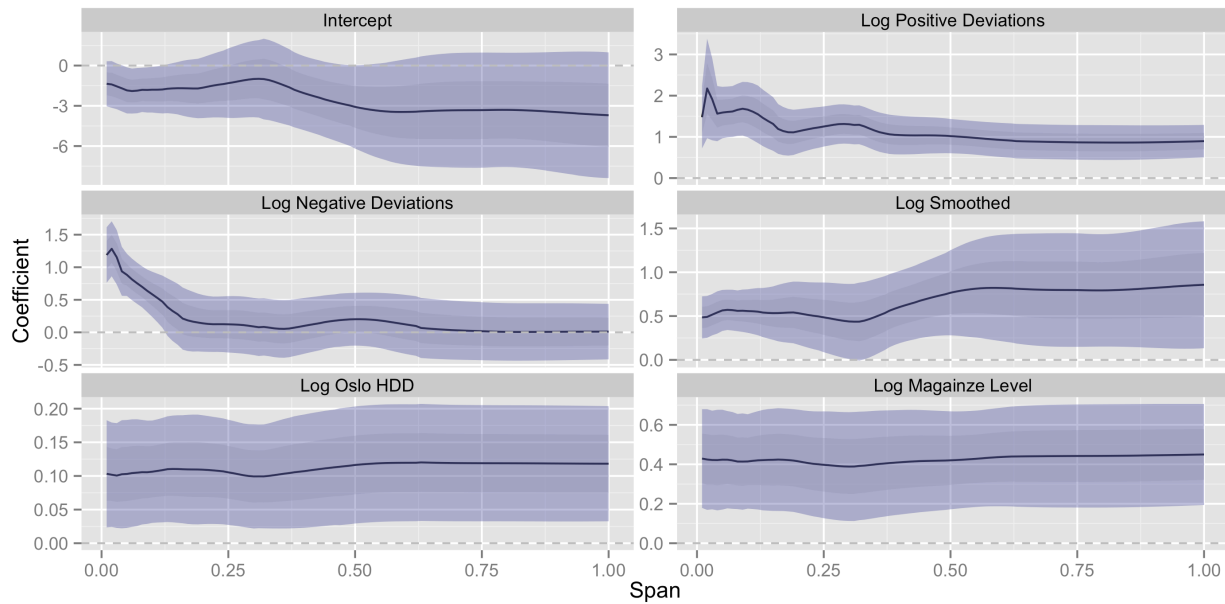 Intercept
Log Positive Deviations
0
-3
-6
3
2
1
0
Log Negative Deviations
Log Smoothed
1.5
1.0
0.5
0.0
-0.5
1.5
1.0
0.5
0.0
Coefficient
Log Oslo HDD
Log Magainze Level
0.20
0.15
0.10
0.05
0.00
0.6
0.4
0.2
0.0
0.00 0.25 0.50 0.75 1.00
0.00 0.25 0.50 0.75 1.00
Span